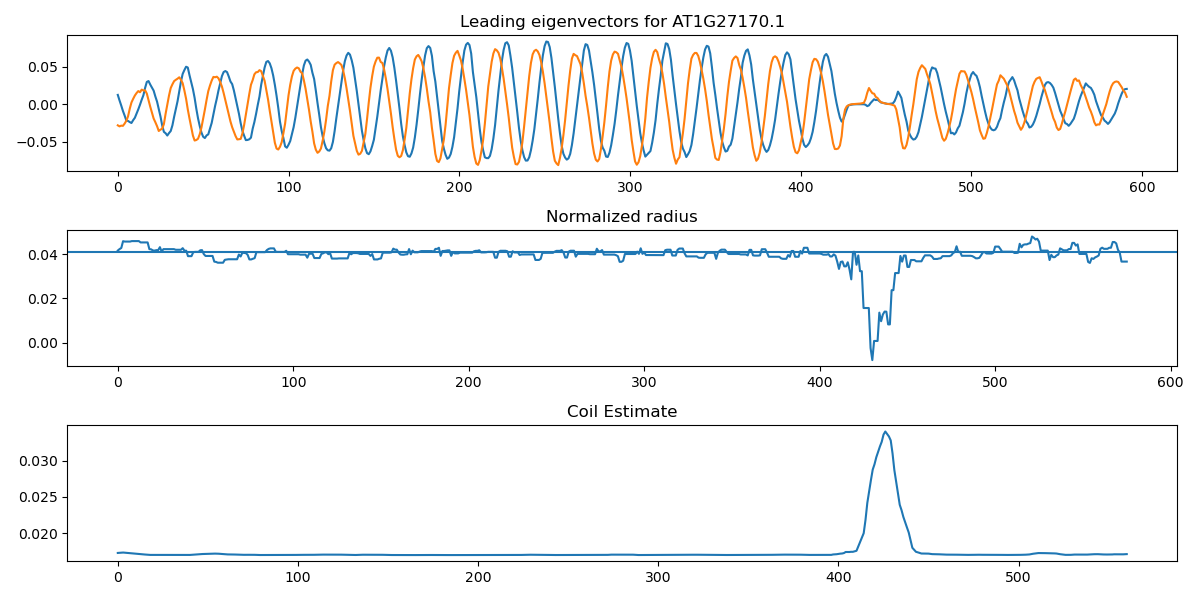 Leading eigenvectors for AT1G27170.1
0.05
0.00
−0.05
0 100 200 300 400 500 600
Normalized radius
0.04
0.02
0.00
0 100 200 300 400 500 600
Coil Estimate
0.030
0.025
0.020
0 100 200 300 400 500